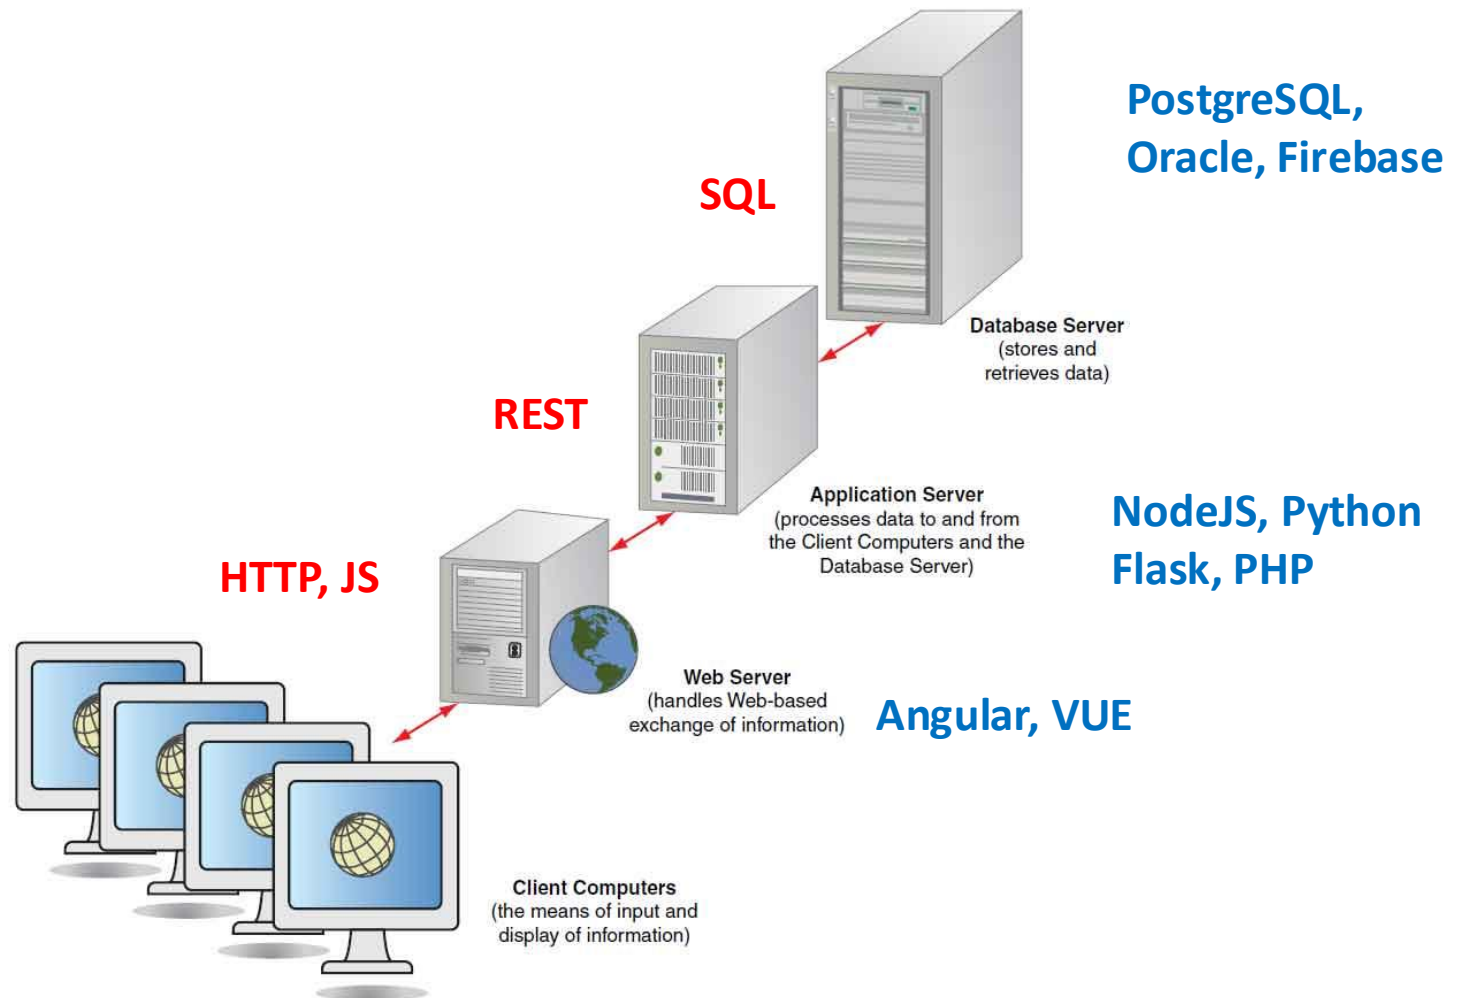 PostgreSQL,
Oracle, Firebase
SQL
Database Server
(stores and
retrieves data)
REST
Application Server
(processes data to and from
the Client Computers and the
Database Server)
NodeJS, Python
Flask, PHP
HTTP, JS
Web Server
(handles Web-based
exchange of information)
Angular, VUE
Client Computers
(the means of input and
display of information)